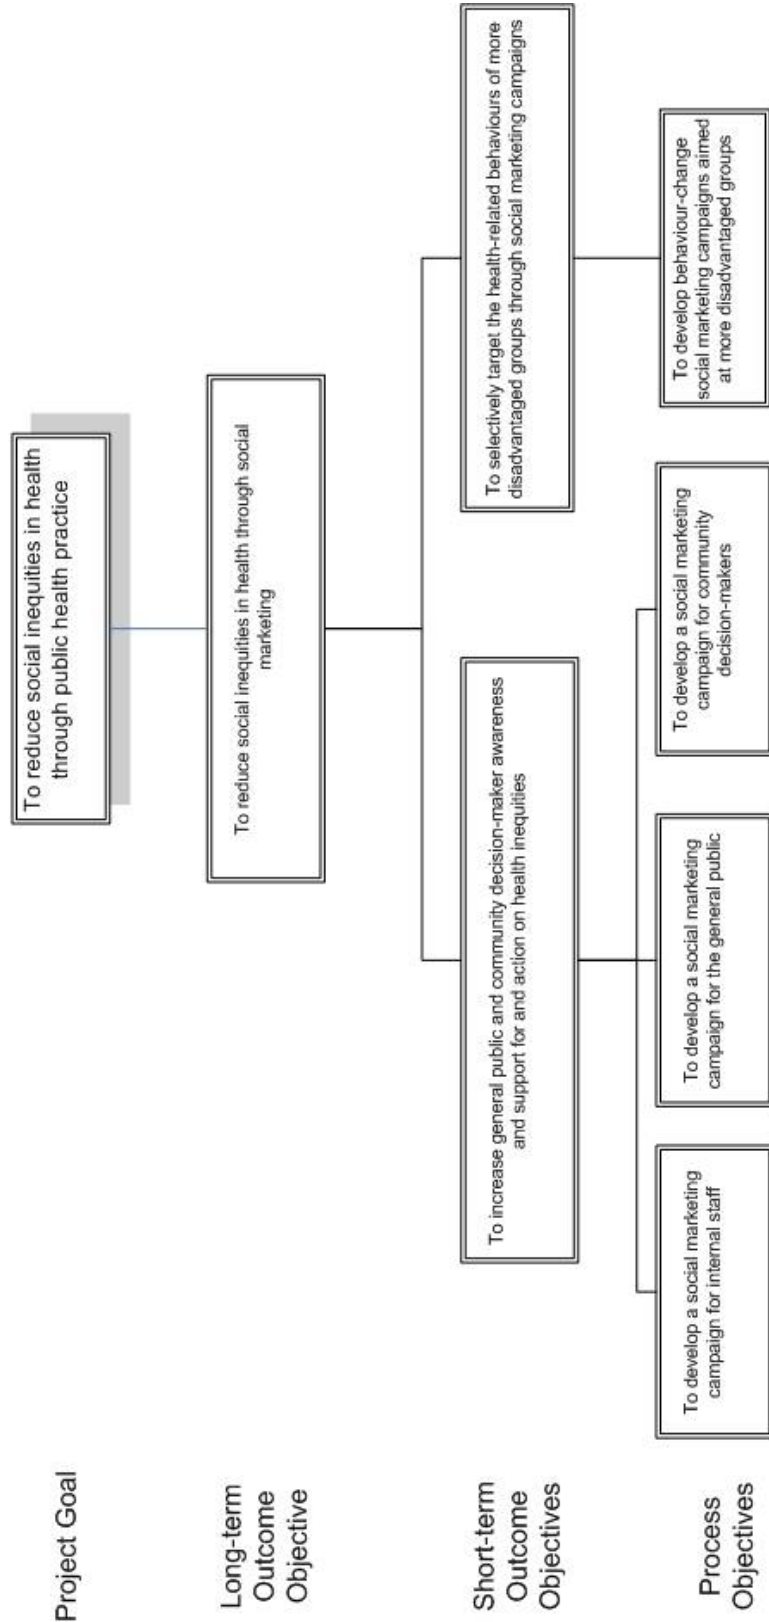 Project Goal
To reduce social inequities in health
through public health practice
Long-term
Outcome
Objective
To reduce social inequities in health through social
marketing
Short-term
Outcome
Objectives
To increase general public and community decision-maker awareness
and support for and action on health inequities
To selectively target the health-related behaviours of more
disadvantaged groups through social marketing campaigns
Process
Objectives
To develop a social marketing
campaign for internal staff
To develop a social marketing
campaign for the general public
To develop a social marketing
campaign for community
decision-makers
To develop behaviour-change
social marketing campaigns aimed
at more disadvantaged groups